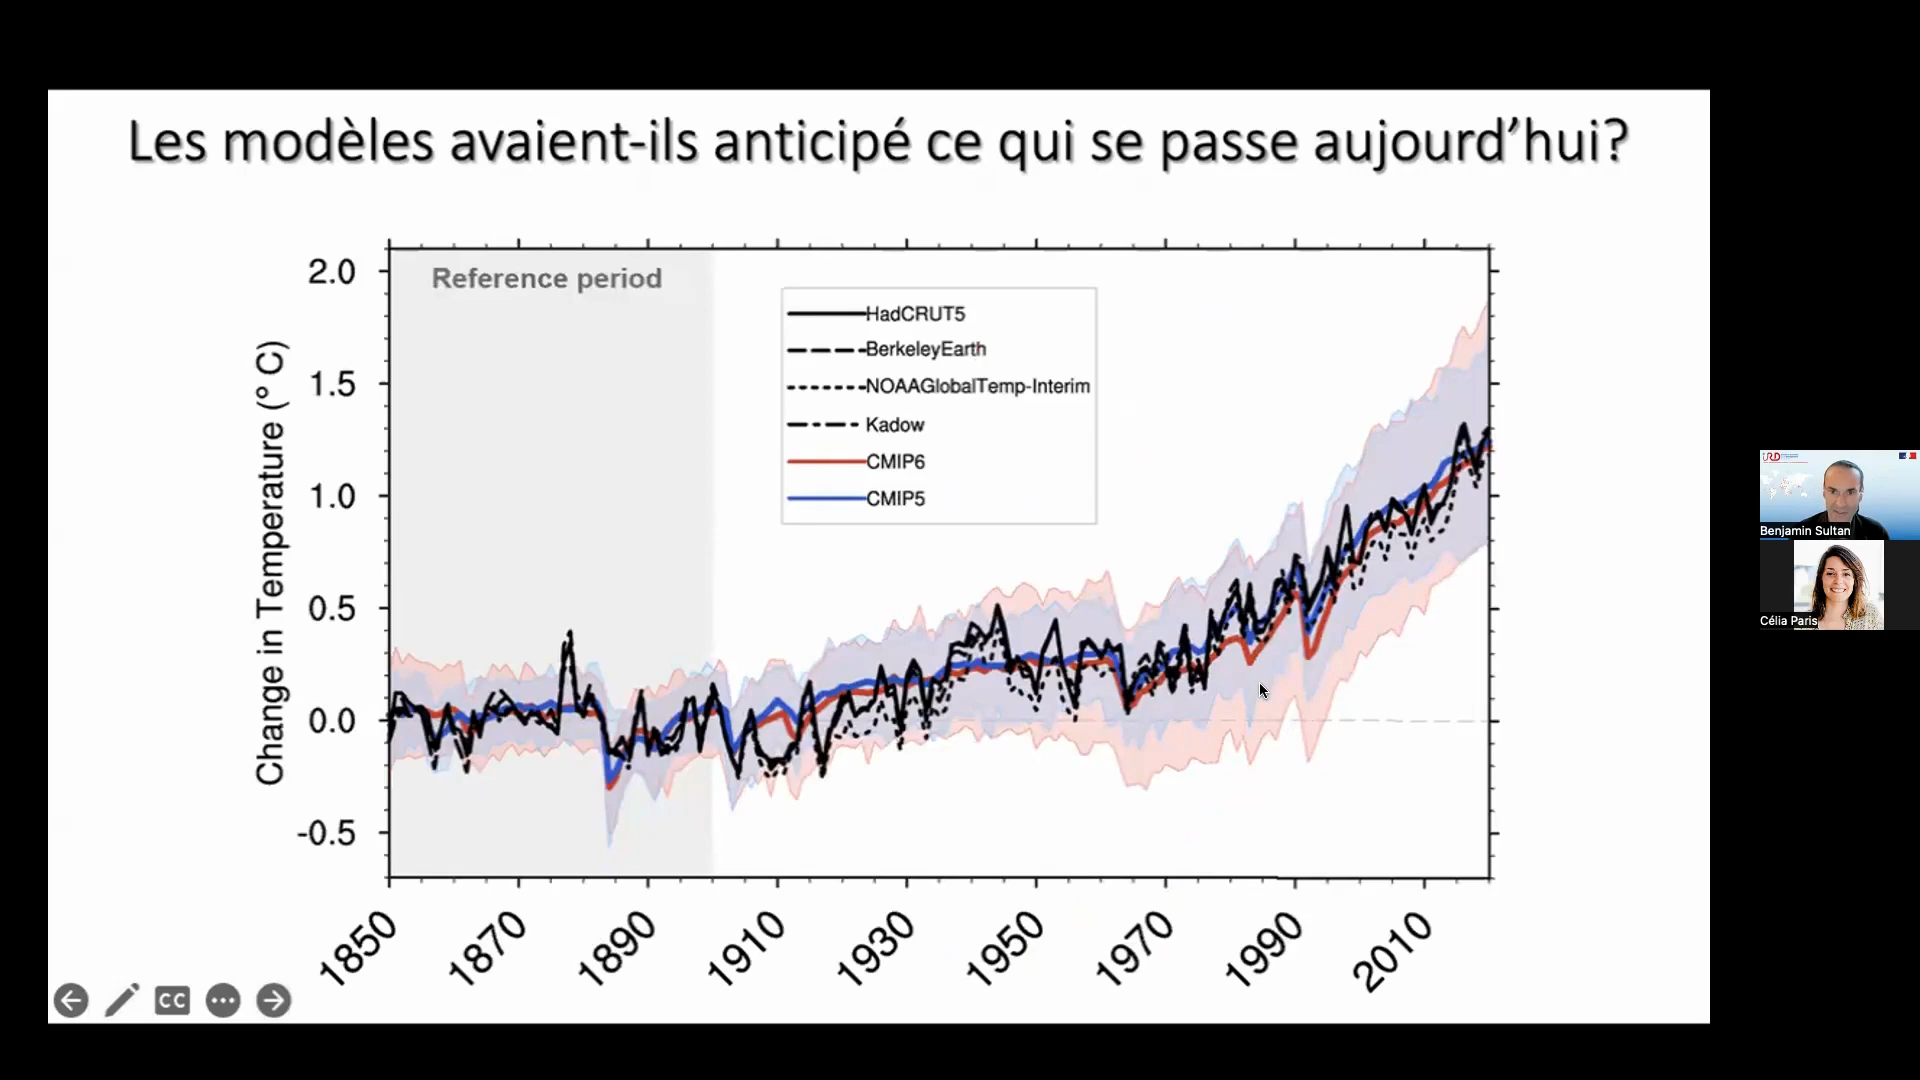 Les modèles avaient-ils anticipé ce qui se passe aujourd'hui?
Reference period
HadCRUT5
BerkeleyEarth
NOAAGlobalTemp-Interim
Kadow
CMIP6
CMIP5
Change in Temperature (° C)
2.0
1.5
1.0
0.5
0.0
-0.5
1850
1870
1890
1910
1930
1950
1970
1990
2010
CC
IRD
Benjamin Sultan
Célia Paris